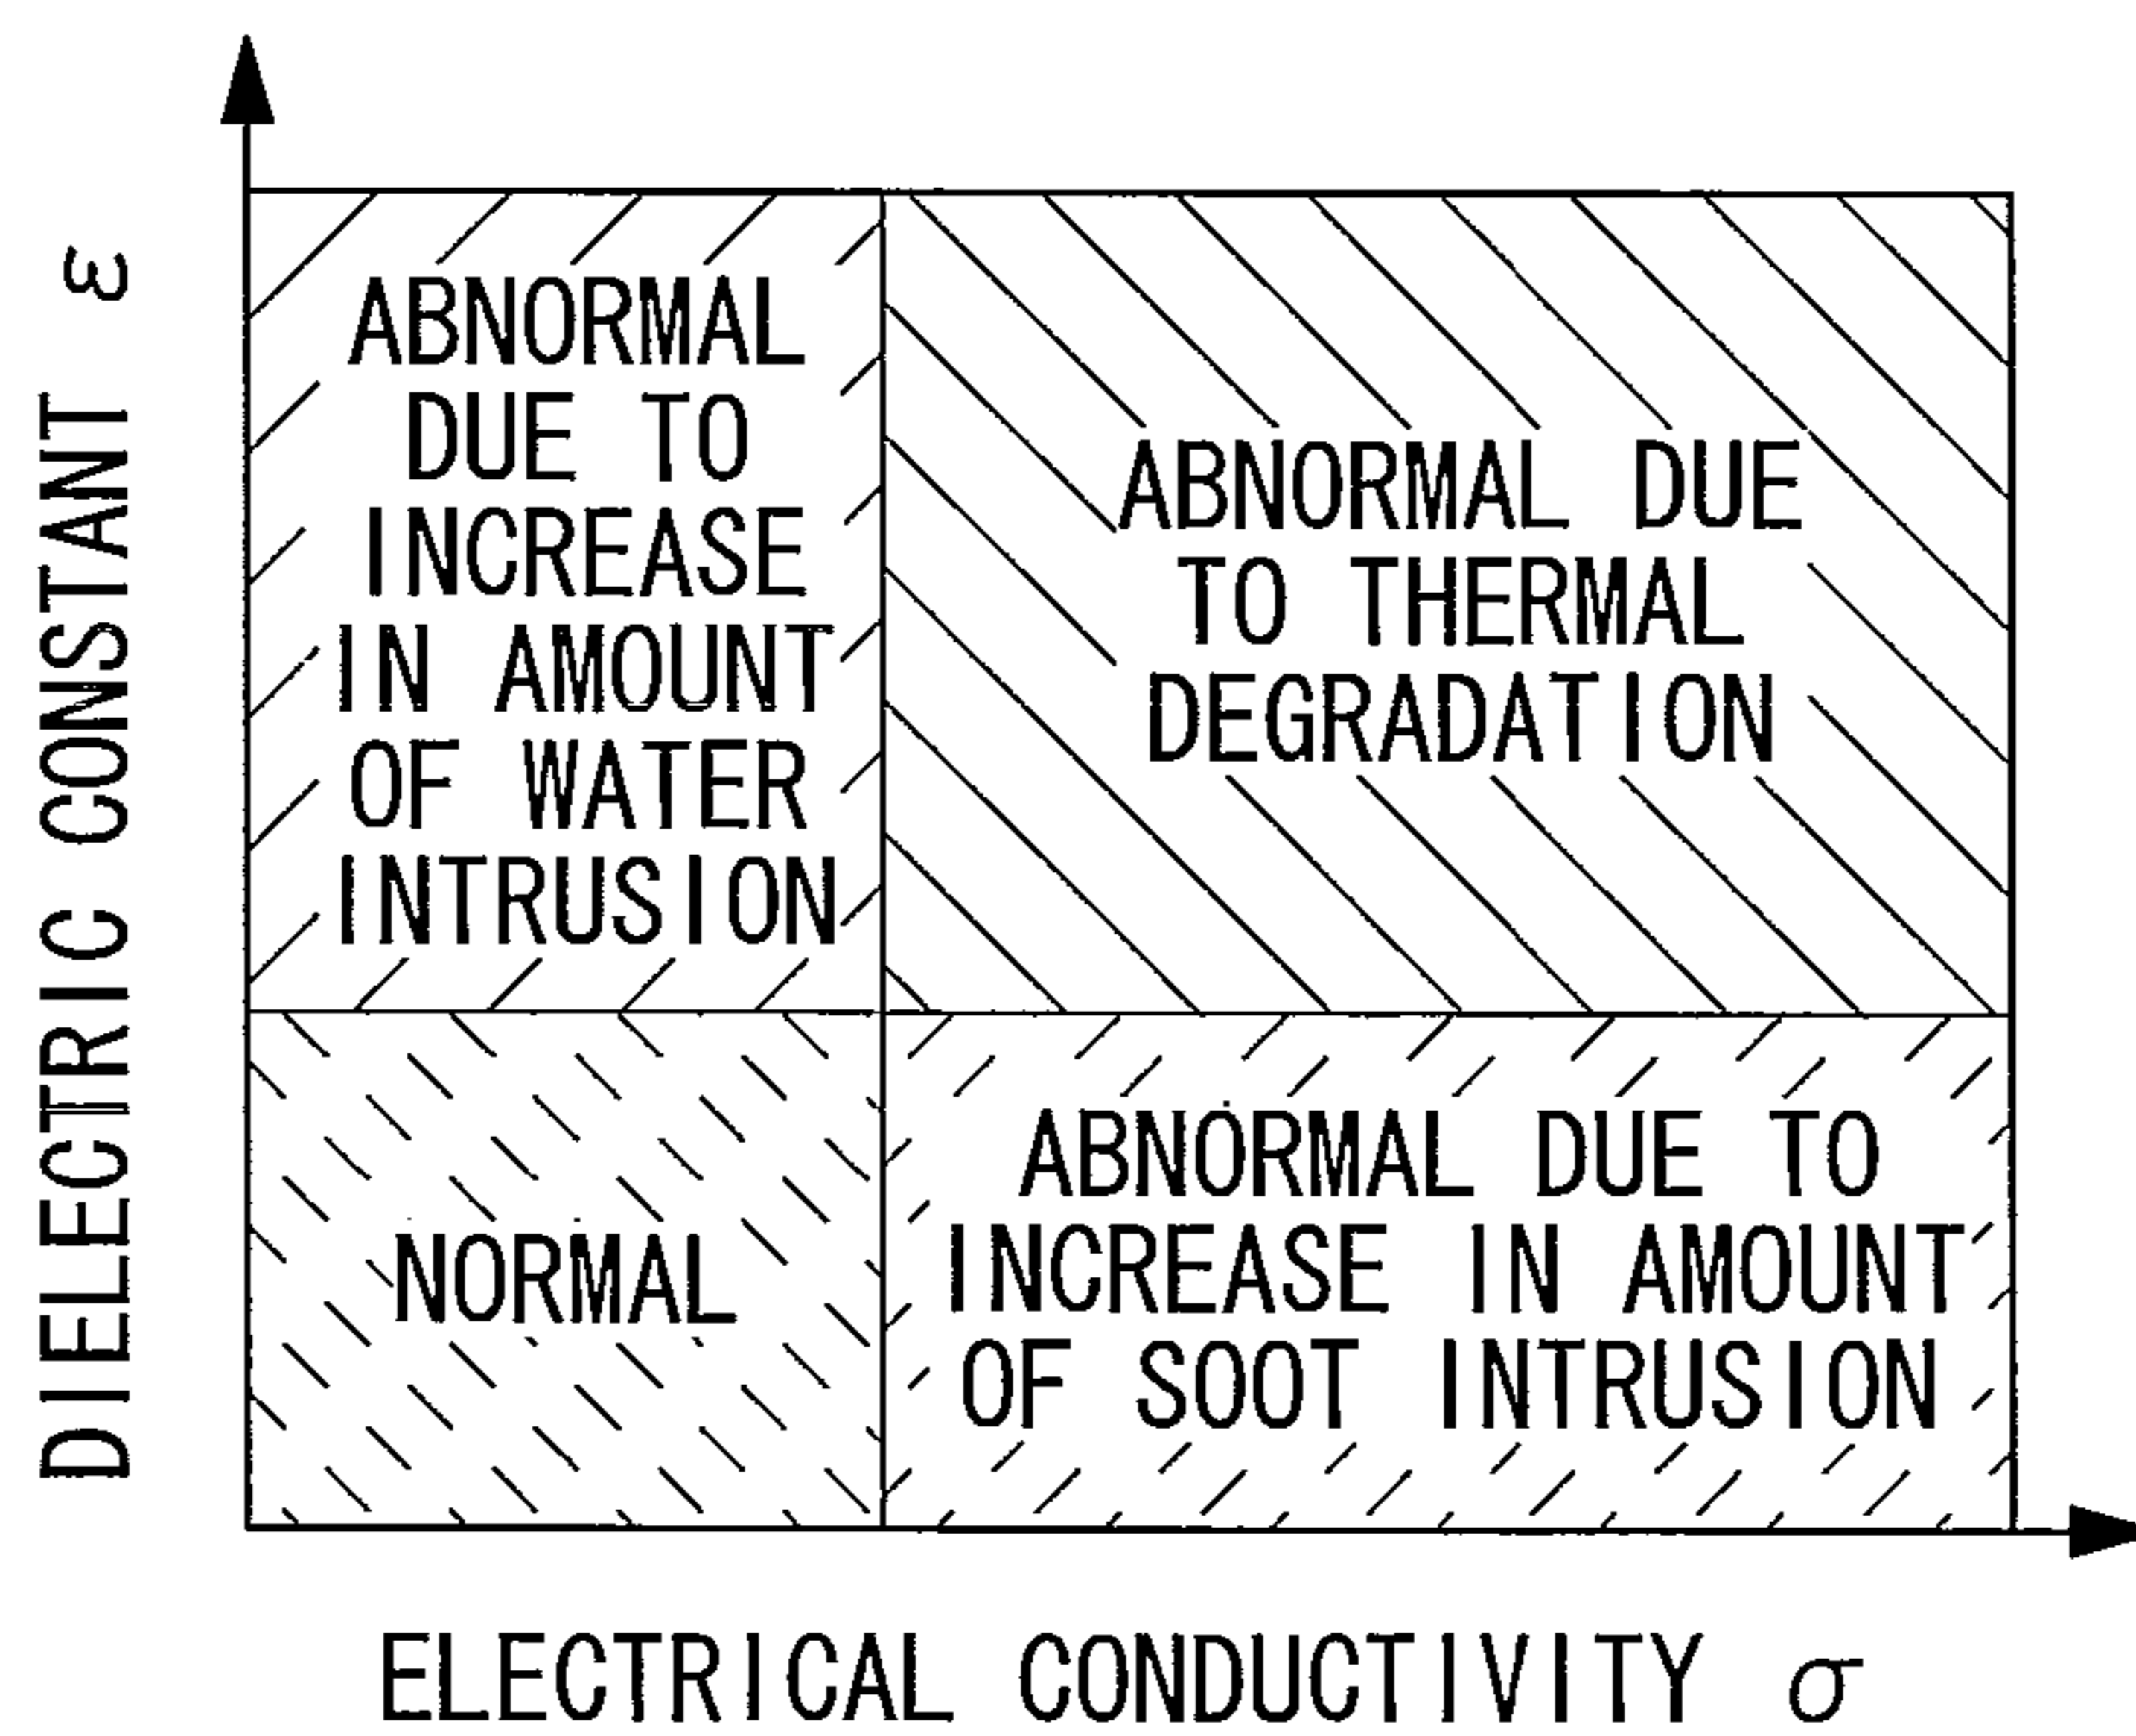 DIELECTRIC CONSTANT ε
ABNORMAL
DUE TO
INCREASE
IN AMOUNT
OF WATER
INTRUSION
ABNORMAL DUE
TO THERMAL
DEGRADATION
NORMAL
ABNORMAL DUE TO
INCREASE IN AMOUNT
OF SOOT INTRUSION
ELECTRICAL CONDUCTIVITY σ